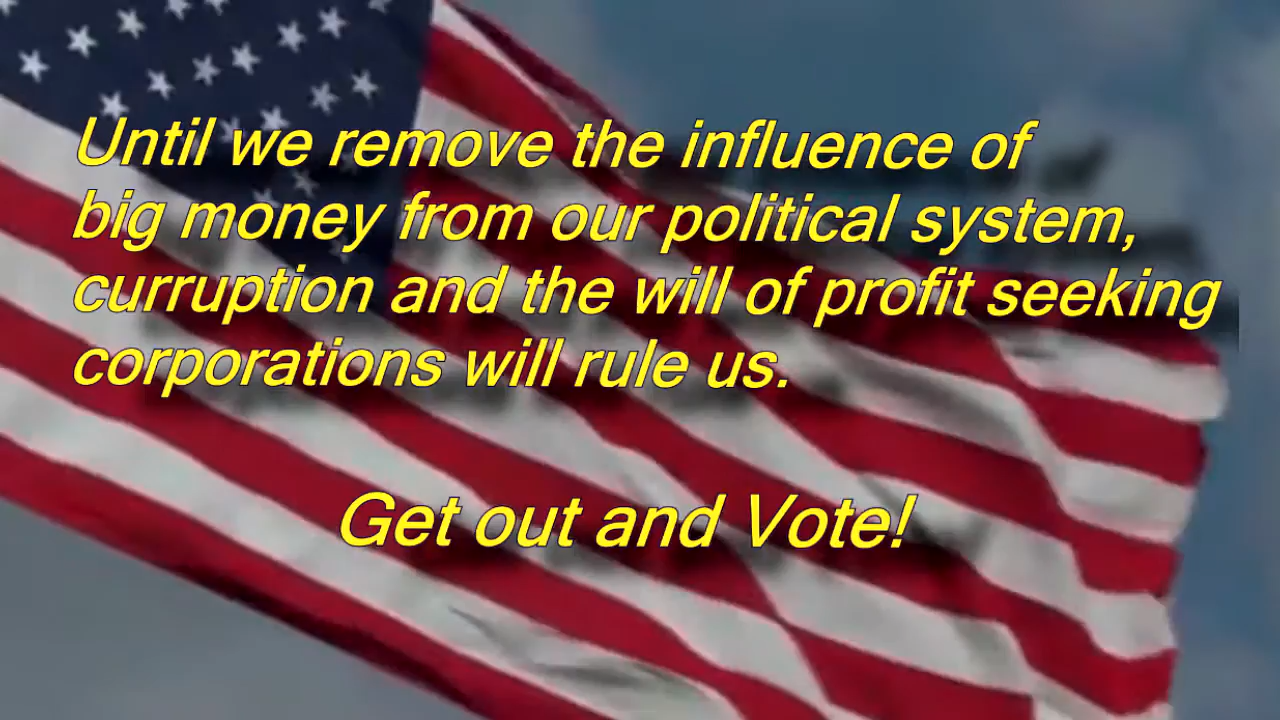 Until we remove the influence of
big money from our political system,
curruption and the will of profit seeking
corporations will rule us.
Get out and Vote!